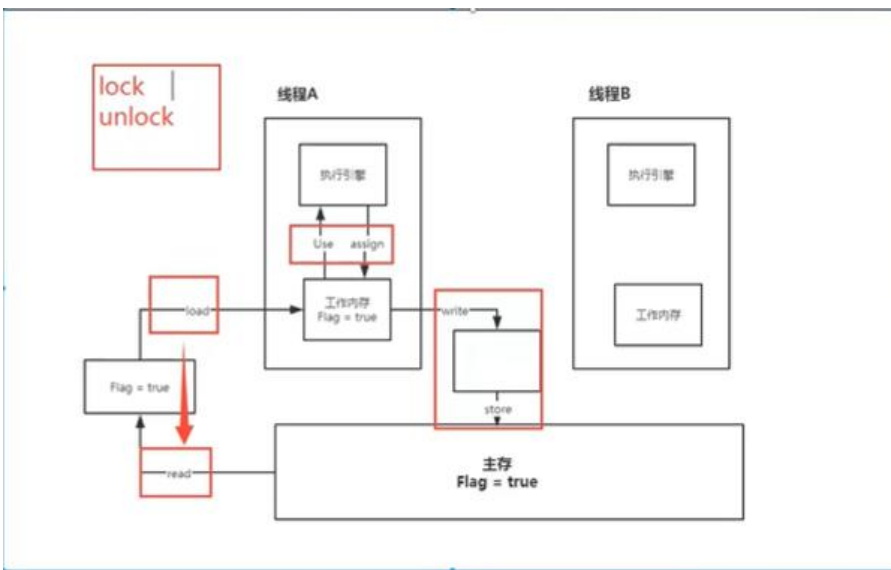 lock
unlock
线程A
线程B
执行引擎
执行引擎
Use
assign
工作内存
Flag = true
工作内存
load
write
Flag = true
store
read
主存
Flag = true